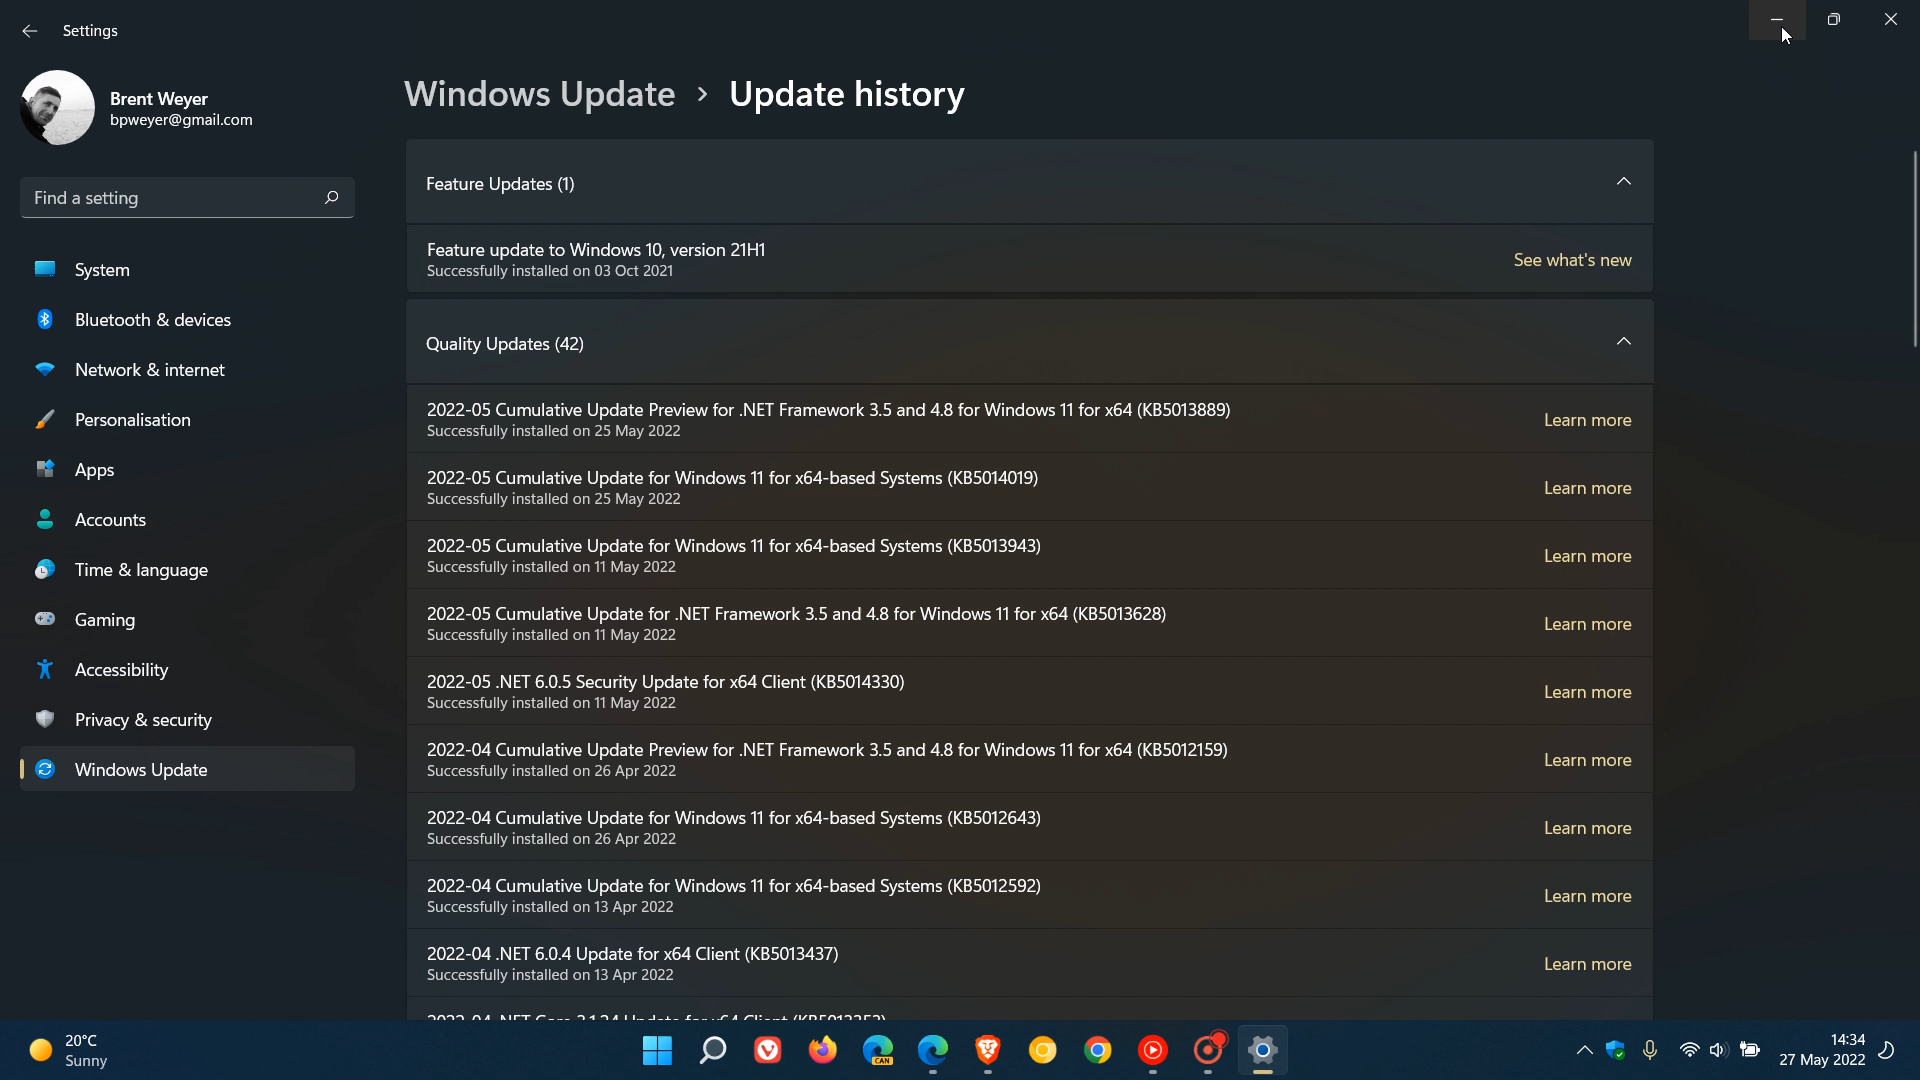 Settings
Brent Weyer
bpweyer@gmail.com
Find a setting
System
Bluetooth & devices
Network & internet
Personalisation
Apps
Accounts
Time & language
Gaming
Accessibility
Privacy & security
Windows Update
Windows Update > Update history
Feature Updates (1)
Feature update to Windows 10, version 21H1
Successfully installed on 03 Oct 2021
See what's new
Quality Updates (42)
2022-05 Cumulative Update Preview for .NET Framework 3.5 and 4.8 for Windows 11 for x64 (KB5013889)
Successfully installed on 25 May 2022
Learn more
2022-05 Cumulative Update for Windows 11 for x64-based Systems (KB5014019)
Successfully installed on 25 May 2022
Learn more
2022-05 Cumulative Update for Windows 11 for x64-based Systems (KB5013943)
Successfully installed on 11 May 2022
Learn more
2022-05 Cumulative Update for .NET Framework 3.5 and 4.8 for Windows 11 for x64 (KB5013628)
Successfully installed on 11 May 2022
Learn more
2022-05 .NET 6.0.5 Security Update for x64 Client (KB5014330)
Successfully installed on 11 May 2022
Learn more
2022-04 Cumulative Update Preview for .NET Framework 3.5 and 4.8 for Windows 11 for x64 (KB5012159)
Successfully installed on 26 Apr 2022
Learn more
2022-04 Cumulative Update for Windows 11 for x64-based Systems (KB5012643)
Successfully installed on 26 Apr 2022
Learn more
2022-04 Cumulative Update for Windows 11 for x64-based Systems (KB5012592)
Successfully installed on 13 Apr 2022
Learn more
2022-04 .NET 6.0.4 Update for x64 Client (KB5013437)
Successfully installed on 13 Apr 2022
Learn more
20°C
Sunny
CAN
14:34
27 May 2022